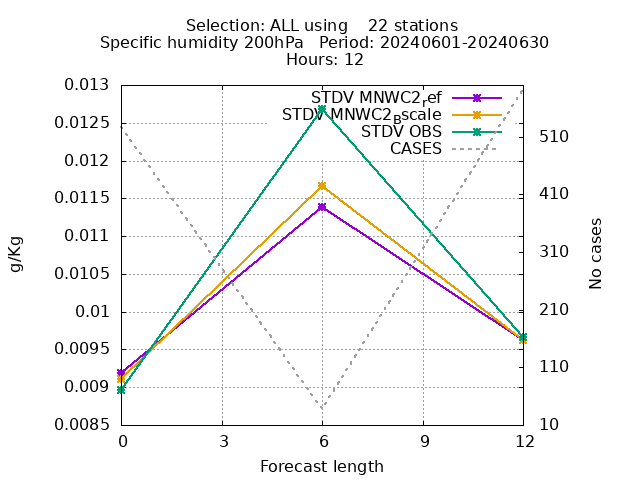 Selection: ALL using    22 stations
Specific humidity 200hPa   Period: 20240601-20240630
Hours: 12
STDV MNWC2ref
STDV MNWC2Bscale
STDV OBS
CASES
0.013
0.0125
0.012
0.0115
0.011
0.0105
0.01
0.0095
0.009
0.0085
510
410
310
210
110
10
g/Kg
No cases
0
3
6
9
12
Forecast length